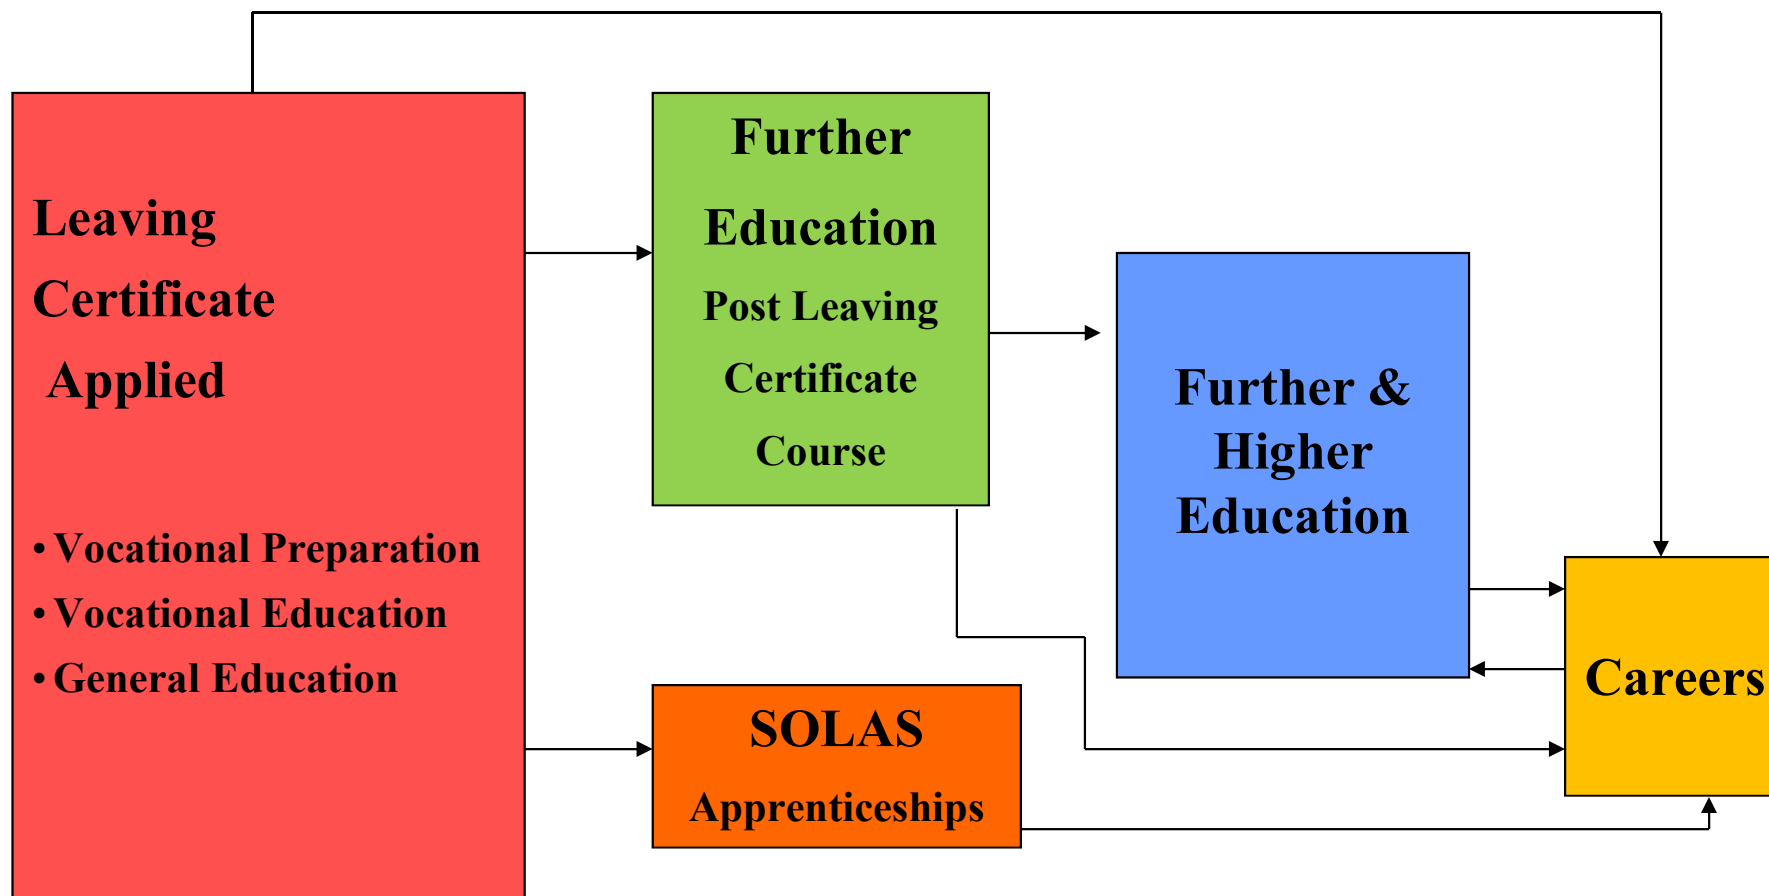 Leaving
Certificate
Applied
• Vocational Preparation
• Vocational Education
• General Education
Further
Education
Post Leaving
Certificate
Course
SOLAS
Apprenticeships
Further &
Higher
Education
Careers